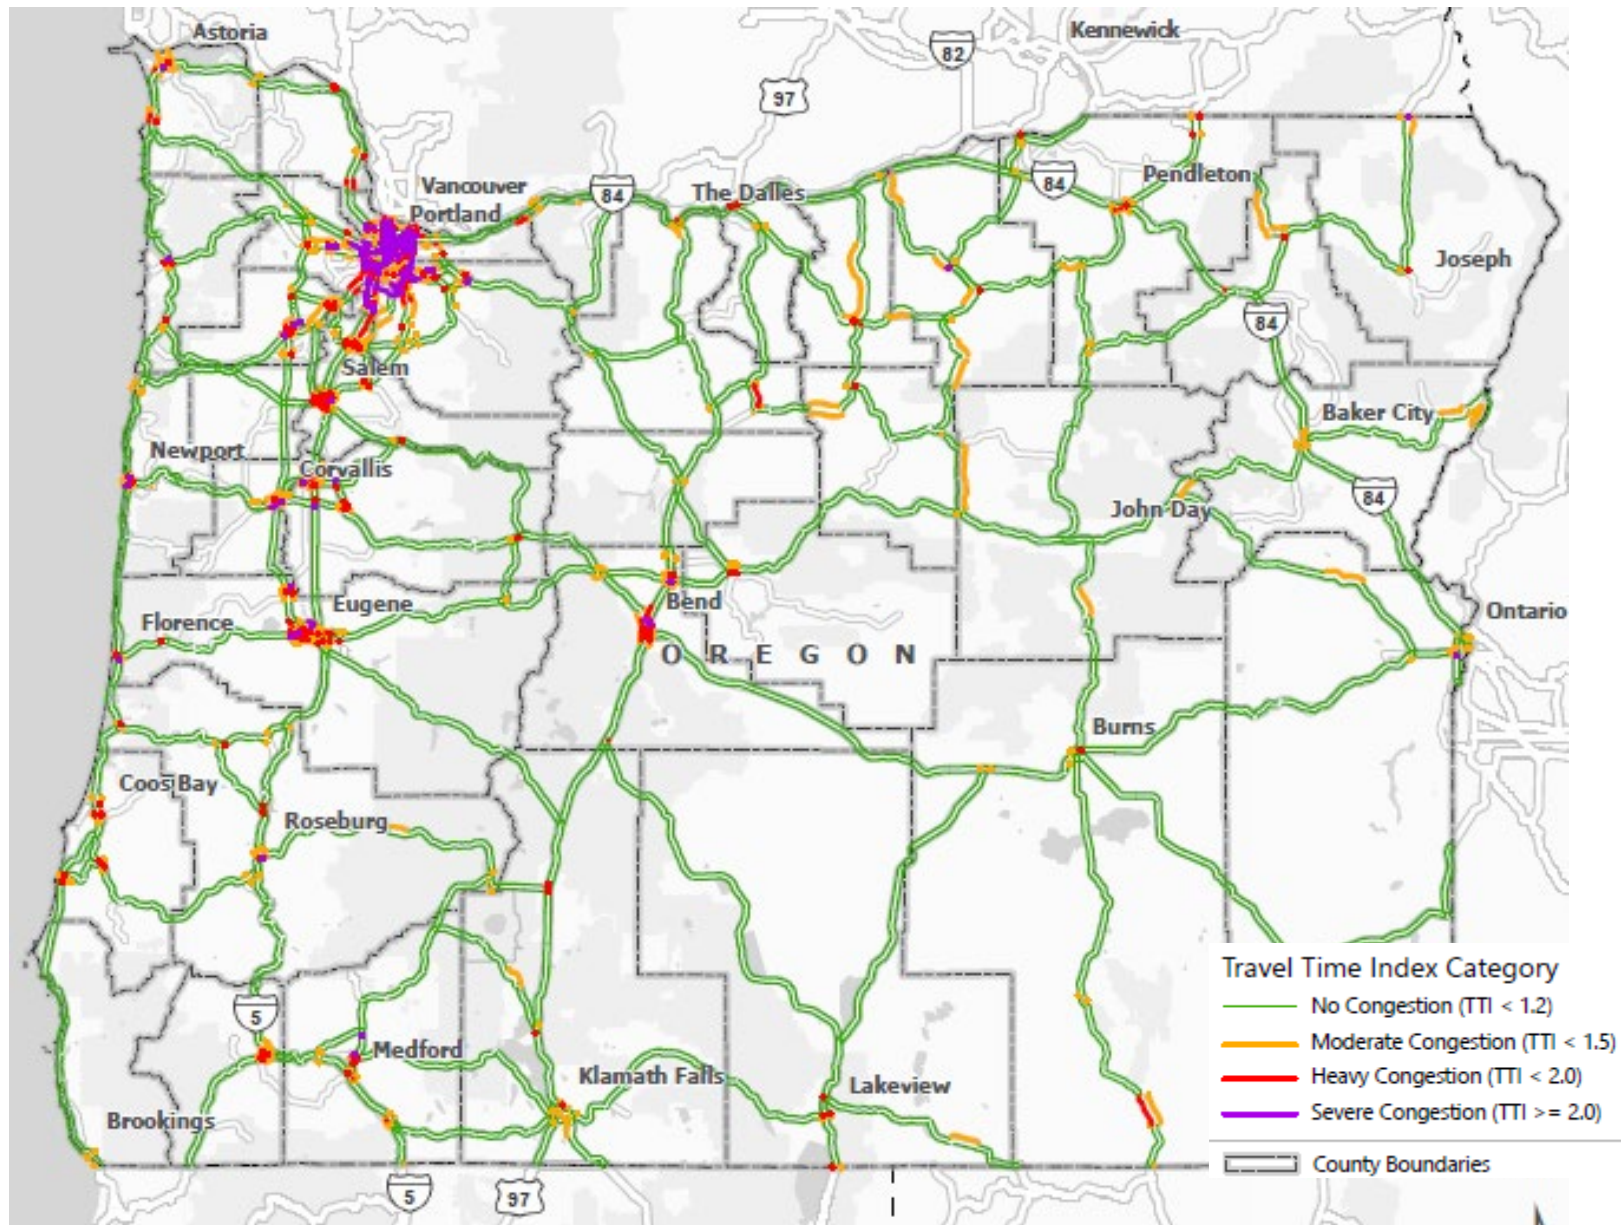 Astoria
Kennewick
82
97
Vancouver
84
The Dalles
84
Pendleton
Portland
Joseph
84
Salem
Baker City
Newport
Corvallis
84
John Day
Bend
Eugene
Ontario
Florence
OREGON
Burns
Coos Bay
Roseburg
5
Medford
Klamath Falls
Lakeview
Brookings
5
97
Travel Time Index Category
No Congestion (TTI < 1.2)
Moderate Congestion (TTI < 1.5)
Heavy Congestion (TTI < 2.0)
Severe Congestion (TTI >= 2.0)
County Boundaries